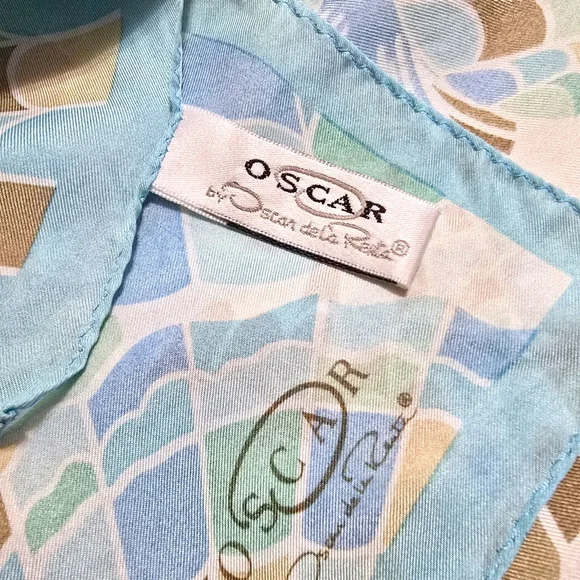 OSCAR
by Oscar de la Renta®
OSCAR
Oscar de la Renta®